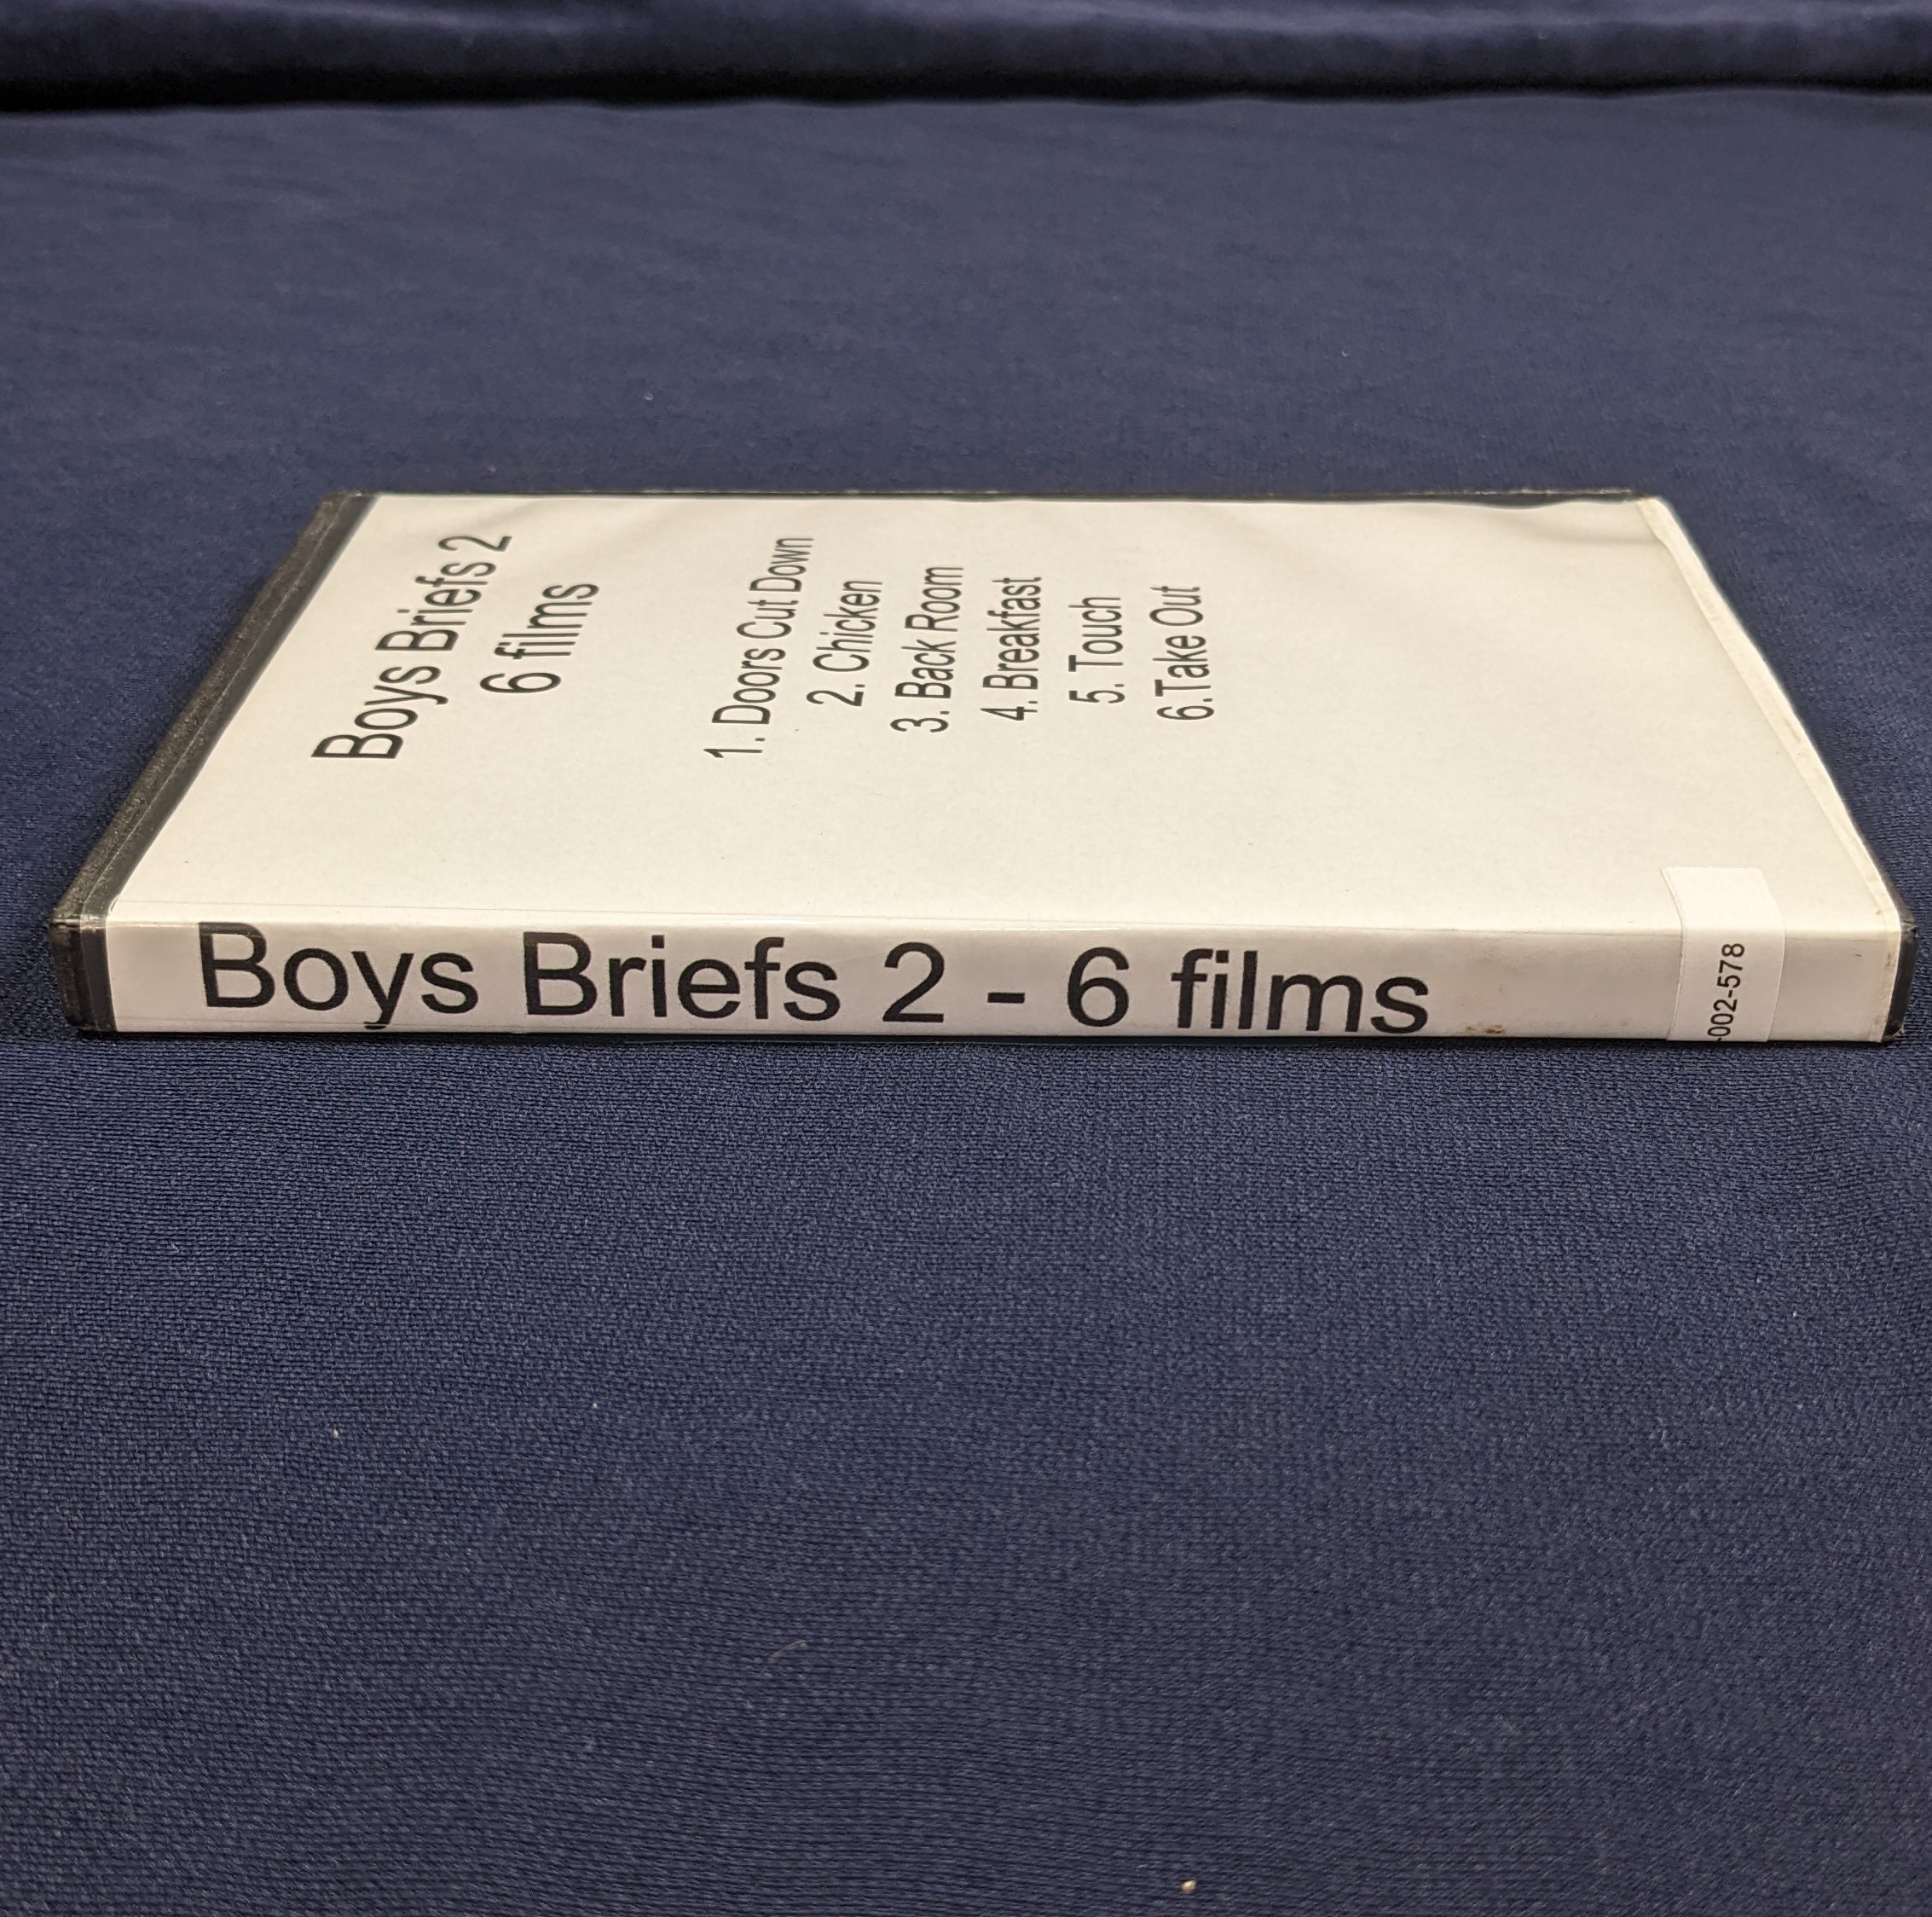 Boys Briefs 2
6 films
1. Doors Cut Down
2. Chicken
3. Back Room
4. Breakfast
5. Touch
6.Take Out
Boys Briefs 2 - 6 films
-002-578